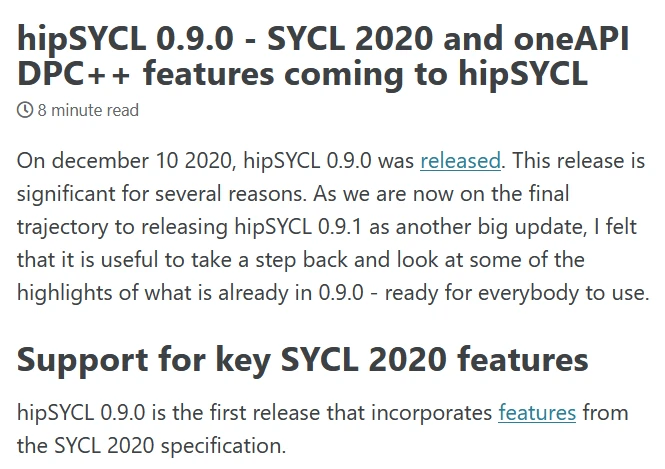 hipSYCL 0.9.0 - SYCL 2020 and oneAPI
DPC++ features coming to hipSYCL
8 minute read
On december 10 2020, hipSYCL 0.9.0 was released. This release is
significant for several reasons. As we are now on the final
trajectory to releasing hipSYCL 0.9.1 as another big update, I felt
that it is useful to take a step back and look at some of the
highlights of what is already in 0.9.0 - ready for everybody to use.
Support for key SYCL 2020 features
hipSYCL 0.9.0 is the first release that incorporates features from
the SYCL 2020 specification.